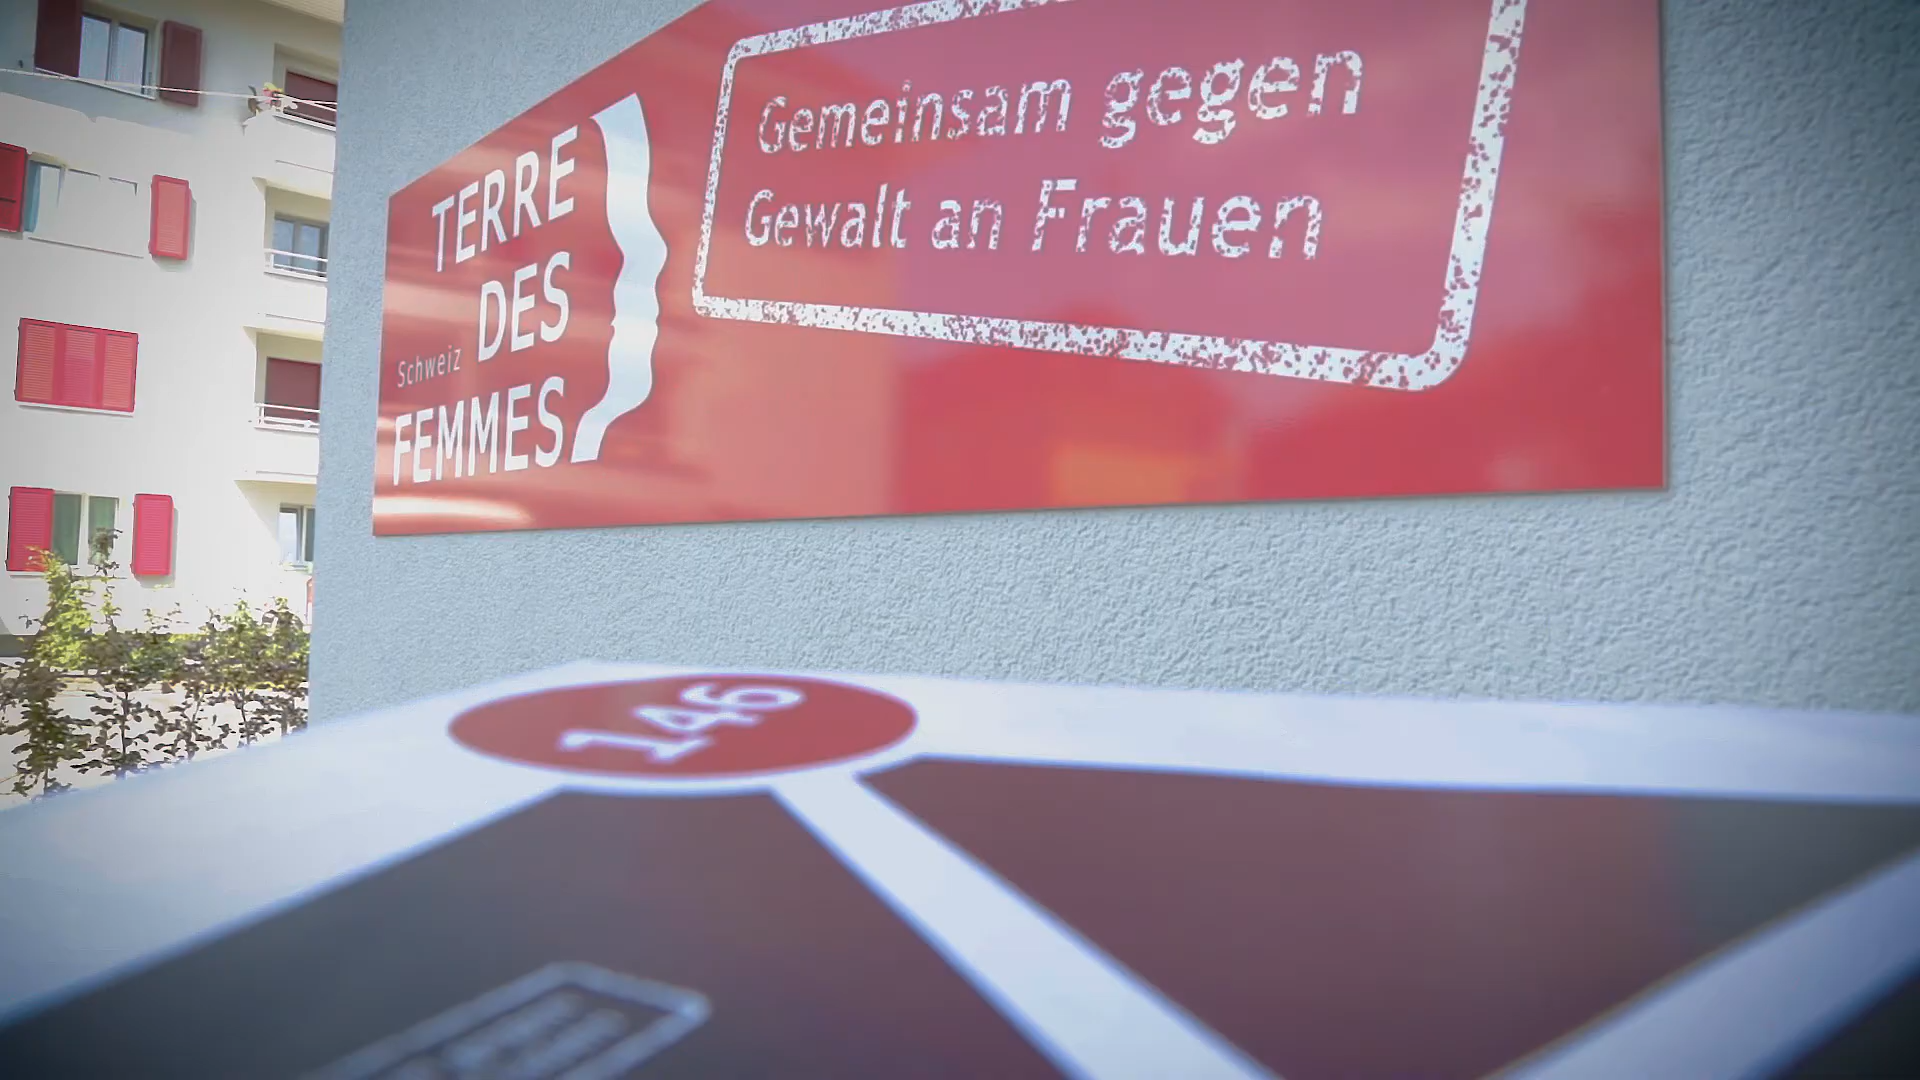 TERRE
DES
Schweiz
FEMMES
Gemeinsam gegen
Gewalt an Frauen
146